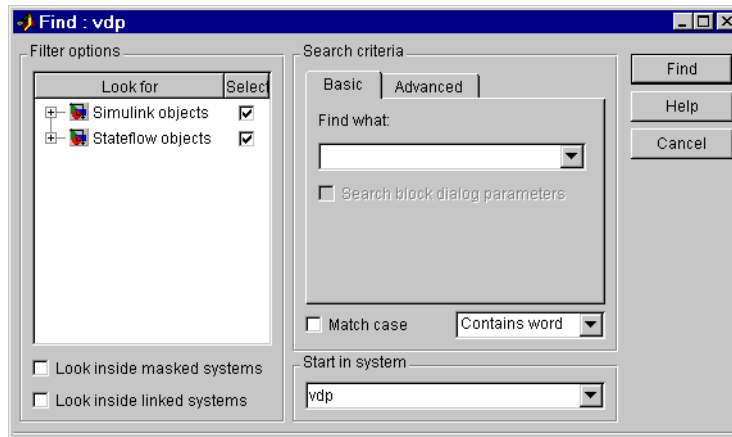 Find : vdp
Filter options
Look for Select
Simulink objects
Stateflow objects
Look inside masked systems
Look inside linked systems
Search criteria
Basic Advanced
Find what:
Search block dialog parameters
Match case Contains word
Start in system
vdp
Find
Help
Cancel